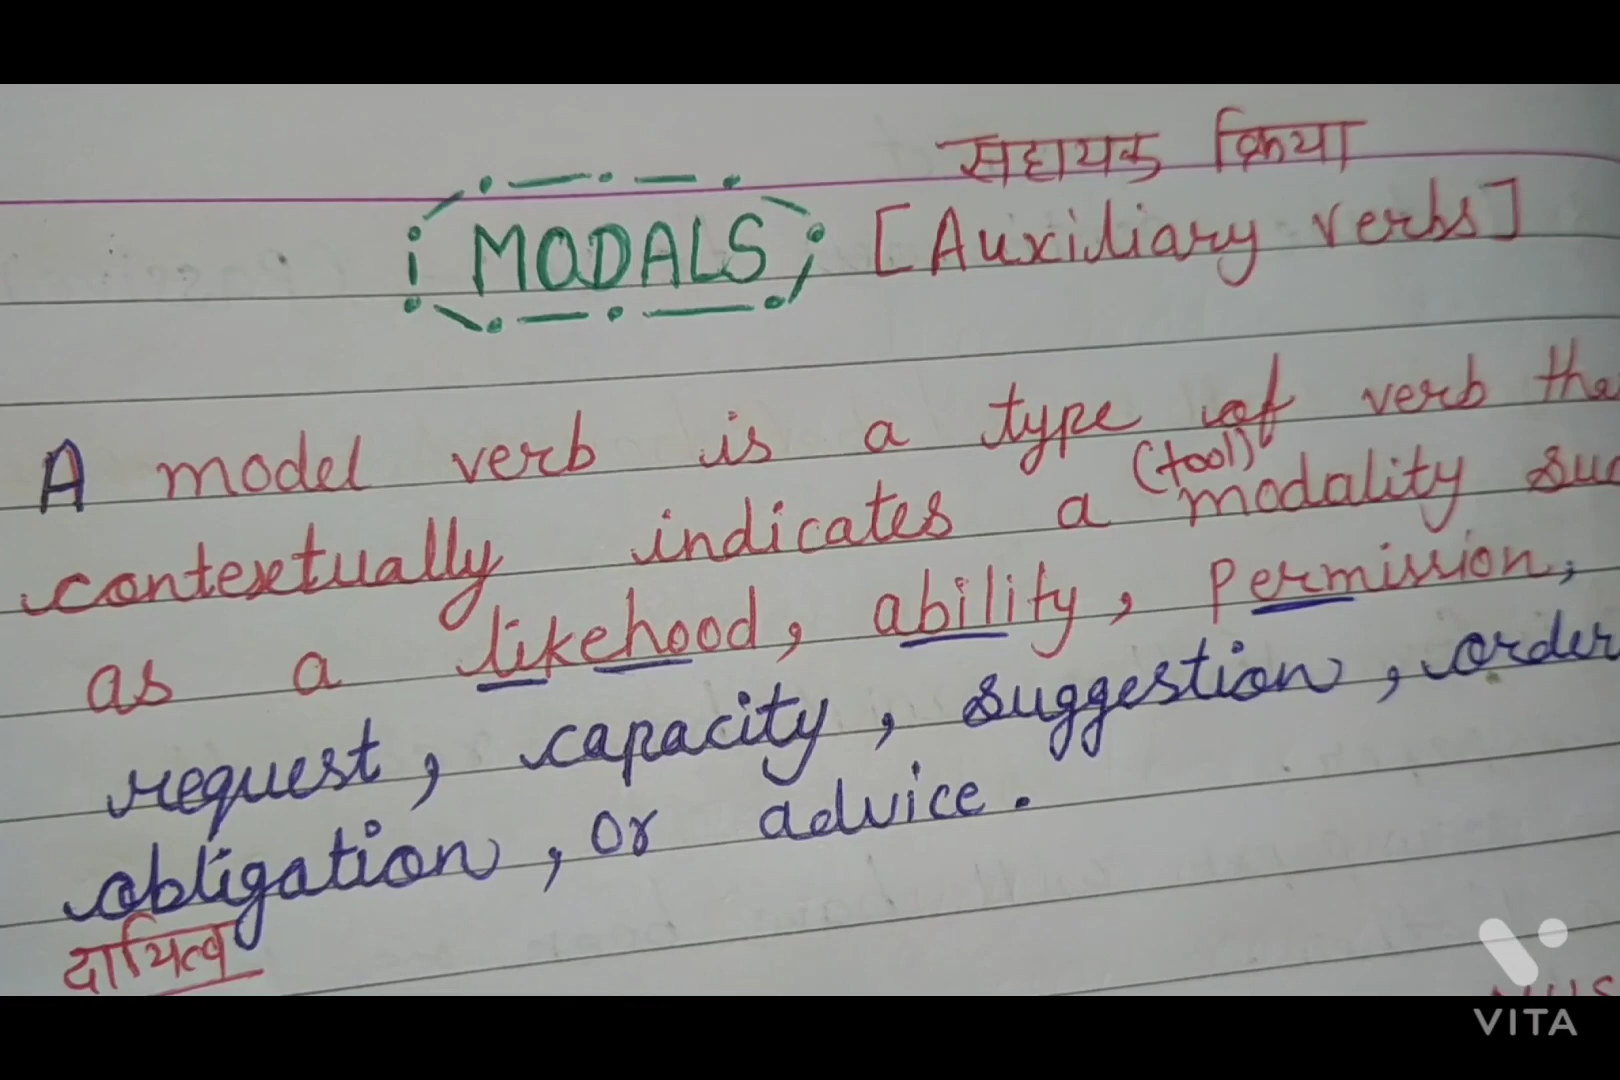 सहायक क्रिया
MODALS [Auxiliary verbs]
A model verb is a type of verb tha
(tool)
contextually indicates a modality suc
as a likehood, ability, permission,
request, capacity, suggestion, order
obligation, or advice.
दायित्व
VITA